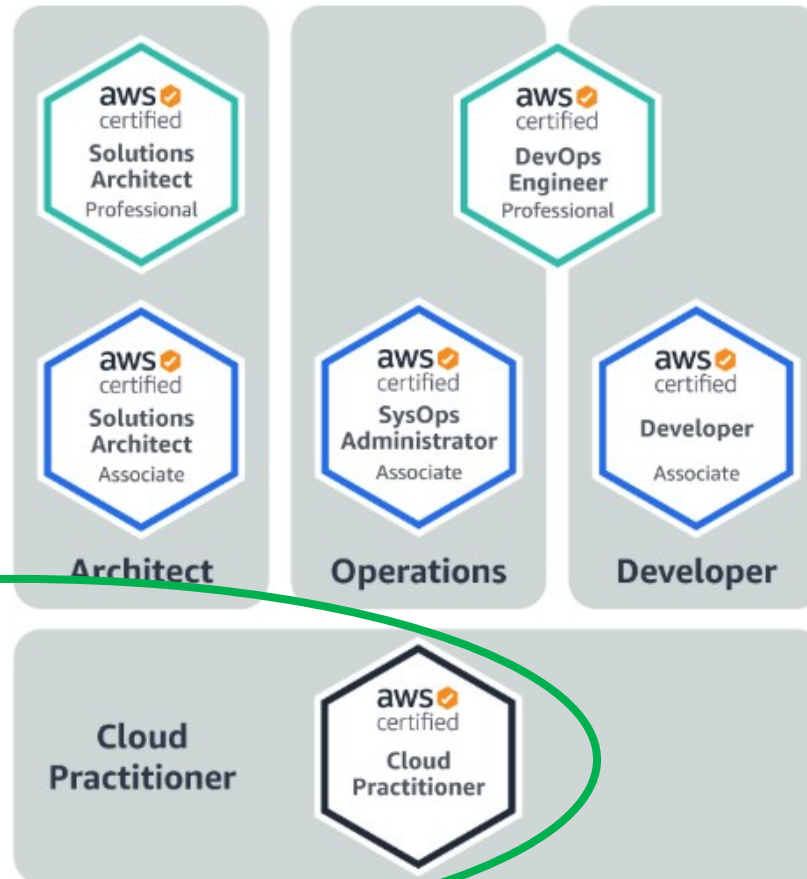 aws
certified
Solutions
Architect
Professional
aws
certified
DevOps
Engineer
Professional
aws
certified
Solutions
Architect
Associate
aws
certified
SysOps
Administrator
Associate
aws
certified
Developer
Associate
Architect
Operations
Developer
Cloud
Practitioner
aws
certified
Cloud
Practitioner